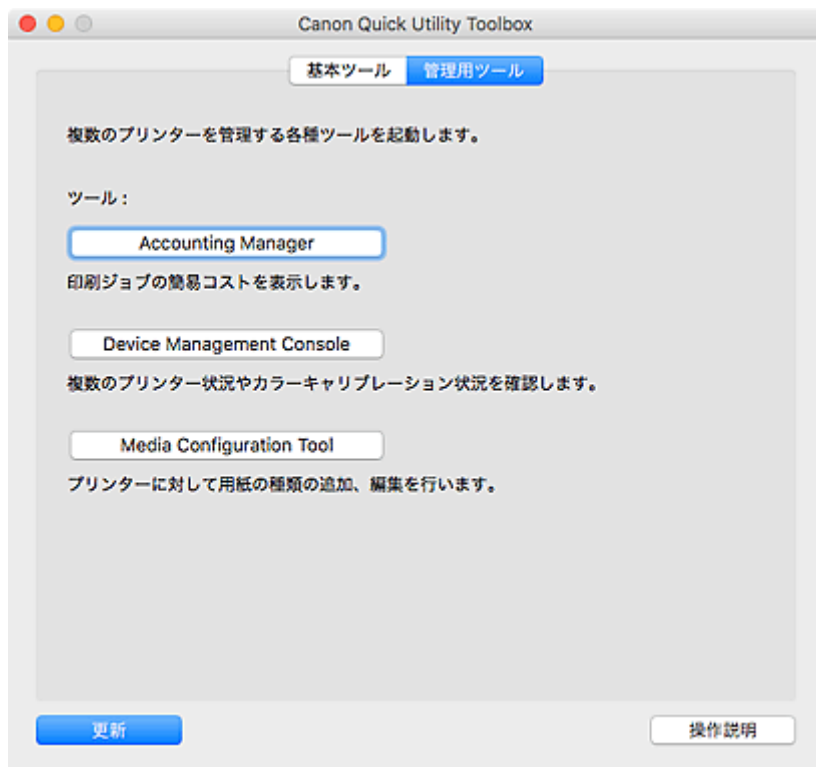 Canon Quick Utility Toolbox
基本ツール 管理用ツール
複数のプリンターを管理する各種ツールを起動します。
ツール：
Accounting Manager
印刷ジョブの簡易コストを表示します。
Device Management Console
複数のプリンター状況やカラーキャリブレーション状況を確認します。
Media Configuration Tool
プリンターに対して用紙の種類の追加、編集を行います。
更新 操作説明